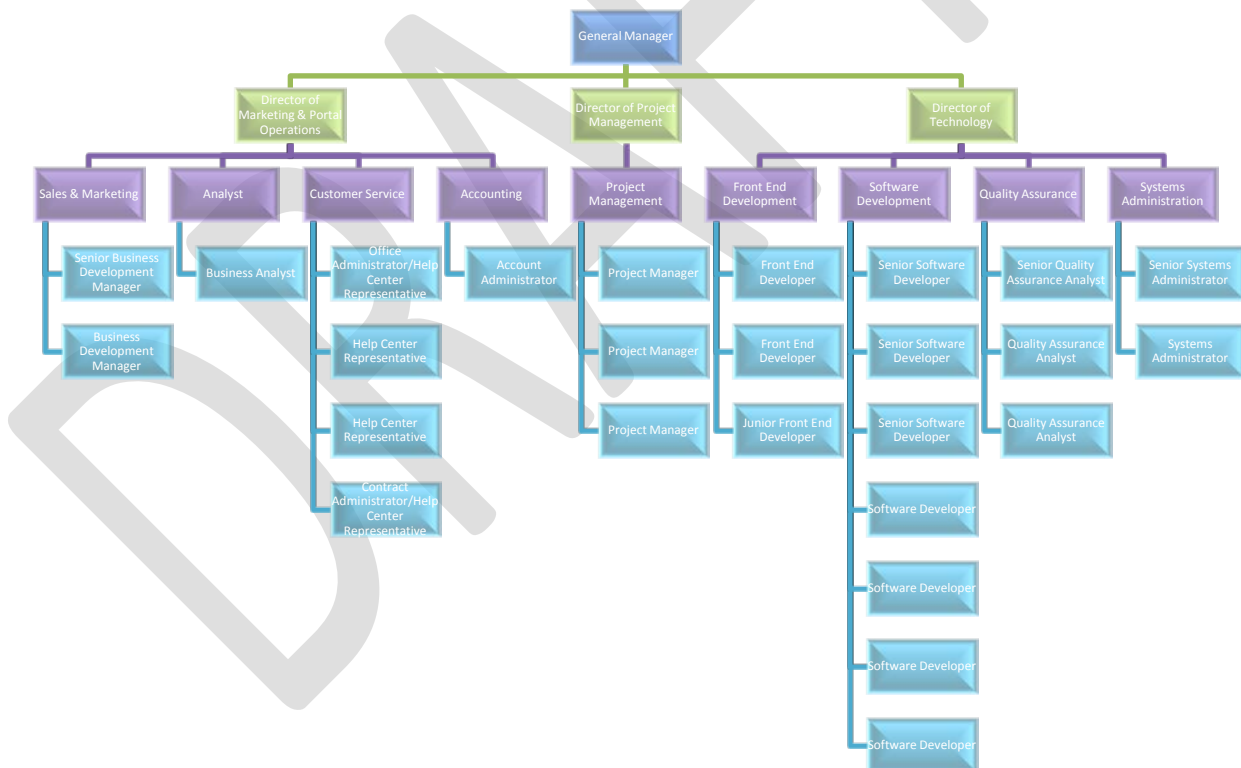 General Manager
Director of
Marketing & Portal
Operations
Director of Project
Management
Director of
Technology
Sales & Marketing
Analyst
Customer Service
Accounting
Project
Management
Front End
Development
Software
Development
Quality Assurance
Systems
Administration
Senior Business
Development
Manager
Business
Development
Manager
Business Analyst
Office
Administrator/Help
Center
Representative
Help Center
Representative
Help Center
Representative
Contract
Administrator/Help
Center
Representative
Account
Administrator
Project Manager
Project Manager
Project Manager
Front End
Developer
Front End
Developer
Junior Front End
Developer
Senior Software
Developer
Senior Software
Developer
Senior Software
Developer
Software Developer
Software Developer
Software Developer
Software Developer
Senior Quality
Assurance Analyst
Quality Assurance
Analyst
Quality Assurance
Analyst
Senior Systems
Administrator
Systems
Administrator
DRAFT